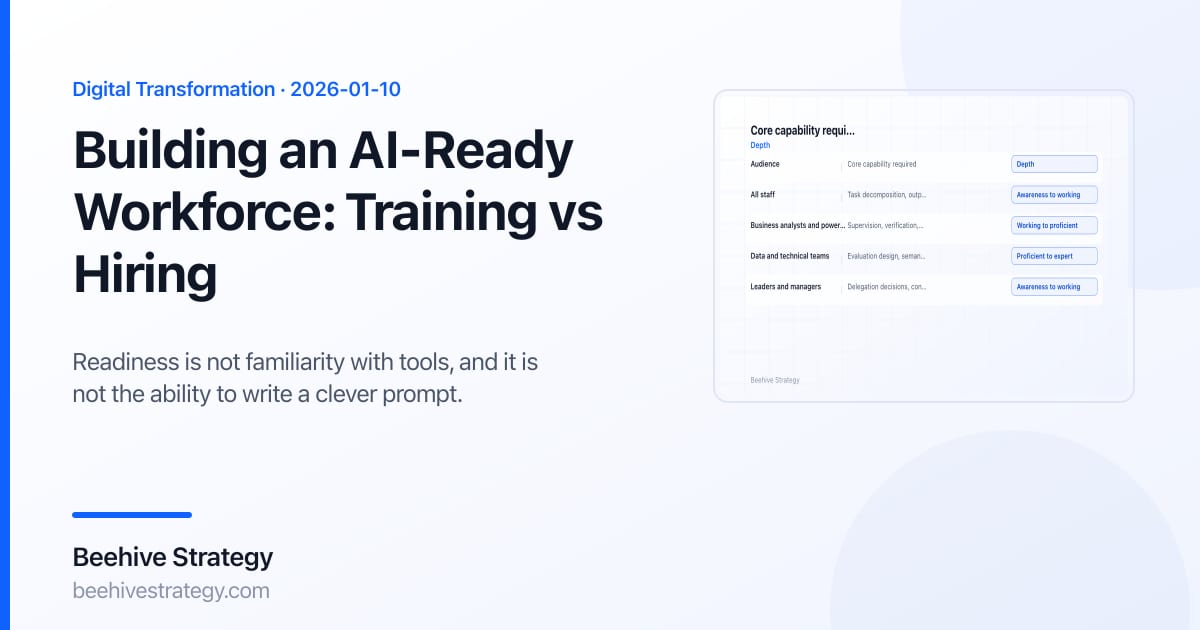 Digital Transformation · 2026-01-10
Building an AI-Ready
Workforce: Training vs
Hiring
Readiness is not familiarity with tools, and it is
not the ability to write a clever prompt.
Beehive Strategy
beehivestrategy.com
Core capability requi...
Depth
Audience Core capability required Depth
All staff Task decomposition, outp... Awareness to working
Business analysts and power... Supervision, verification,... Working to proficient
Data and technical teams Evaluation design, seman... Proficient to expert
Leaders and managers Delegation decisions, con... Awareness to working
Beehive Strategy